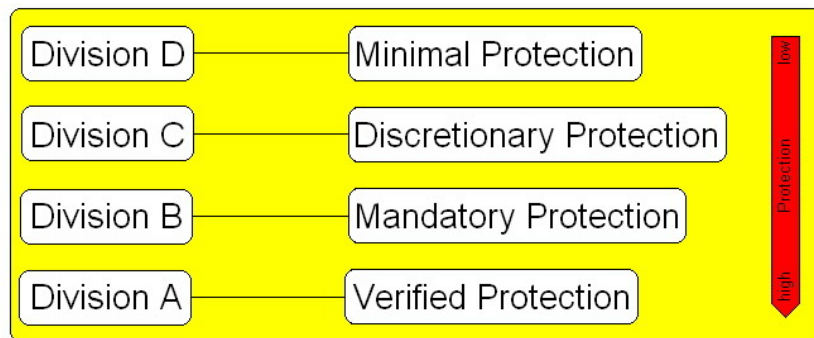 Division D Minimal Protection
Division C Discretionary Protection
Division B Mandatory Protection
Division A Verified Protection
low
Protection
high